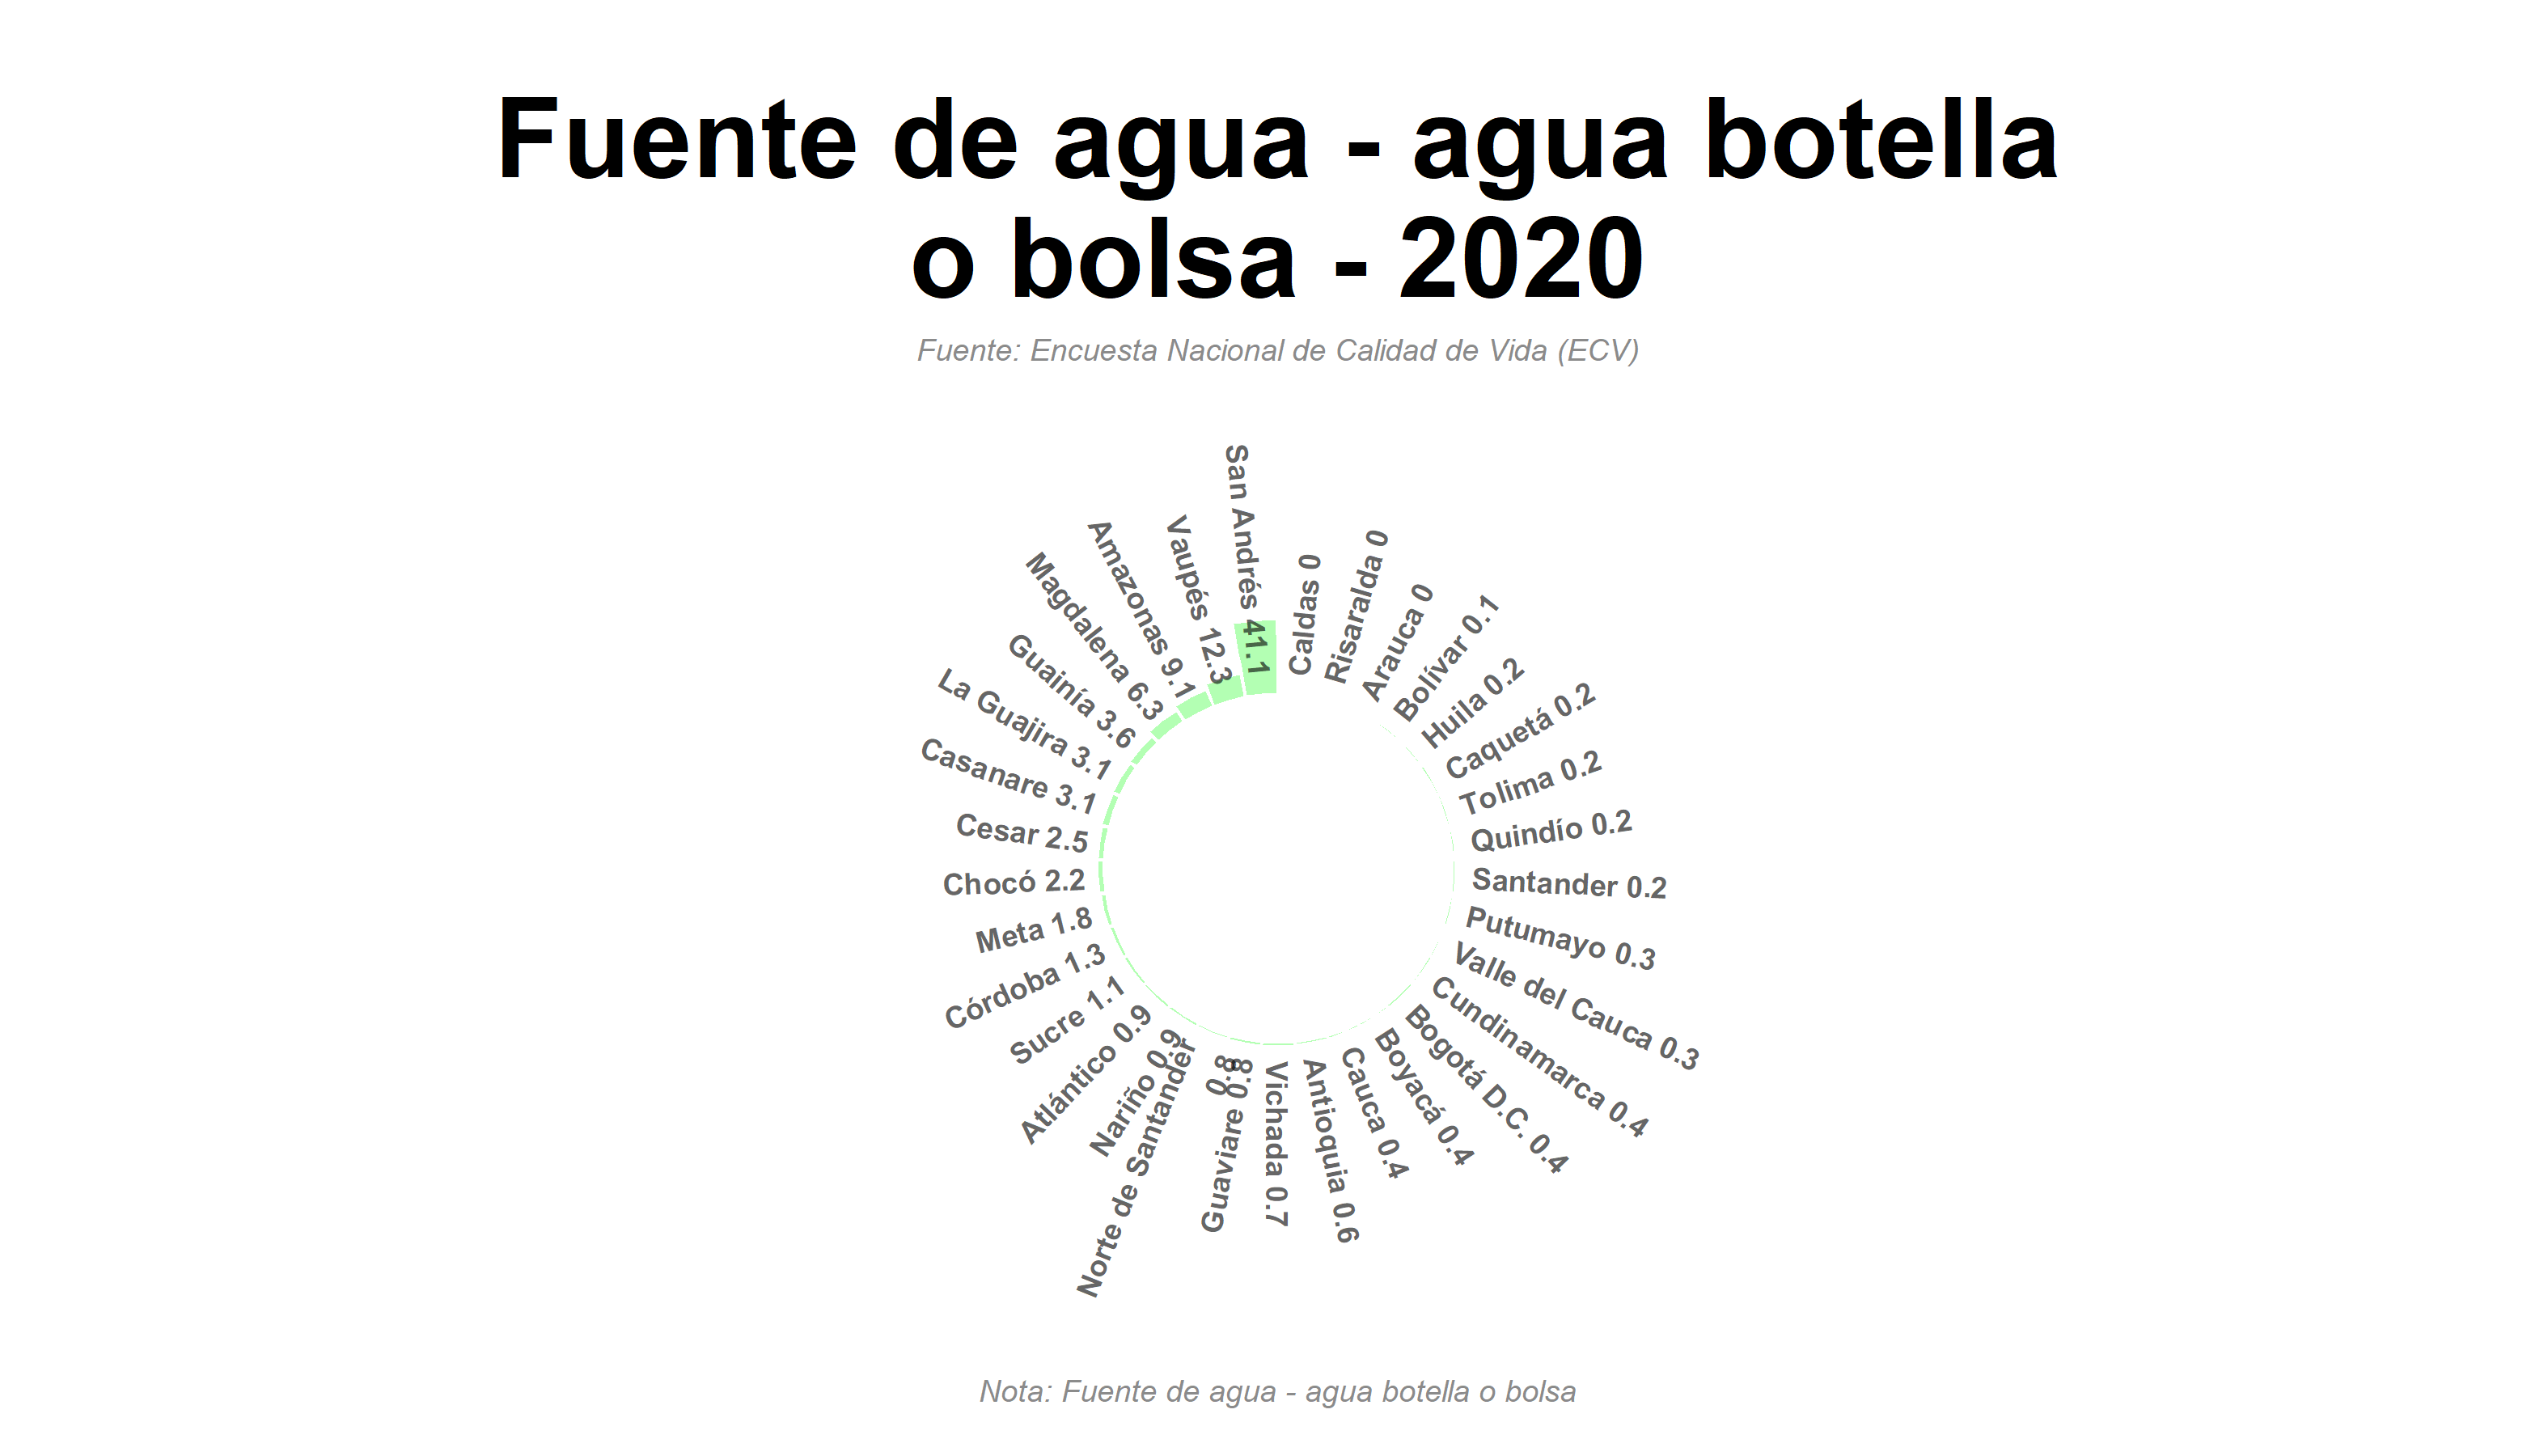 Fuente de agua - agua botella
o bolsa - 2020
Fuente: Encuesta Nacional de Calidad de Vida (ECV)
Caldas 0
Risaralda 0
Arauca 0
Bolívar 0.1
Huila 0.2
Caquetá 0.2
Tolima 0.2
Quindío 0.2
Santander 0.2
Putumayo 0.3
Valle del Cauca 0.3
Cundinamarca 0.4
Bogotá D.C. 0.4
Boyacá 0.4
Cauca 0.4
Antioquia 0.6
Vichada 0.7
Guaviare 0.8
Norte de Santander
0.8
Nariño 0.9
Atlántico 0.9
Sucre 1.1
Córdoba 1.3
Meta 1.8
Chocó 2.2
Cesar 2.5
Casanare 3.1
La Guajira 3.1
Guainía 3.6
Magdalena 6.3
Amazonas 9.1
Vaupés 12.3
San Andrés 41.1
Nota: Fuente de agua - agua botella o bolsa